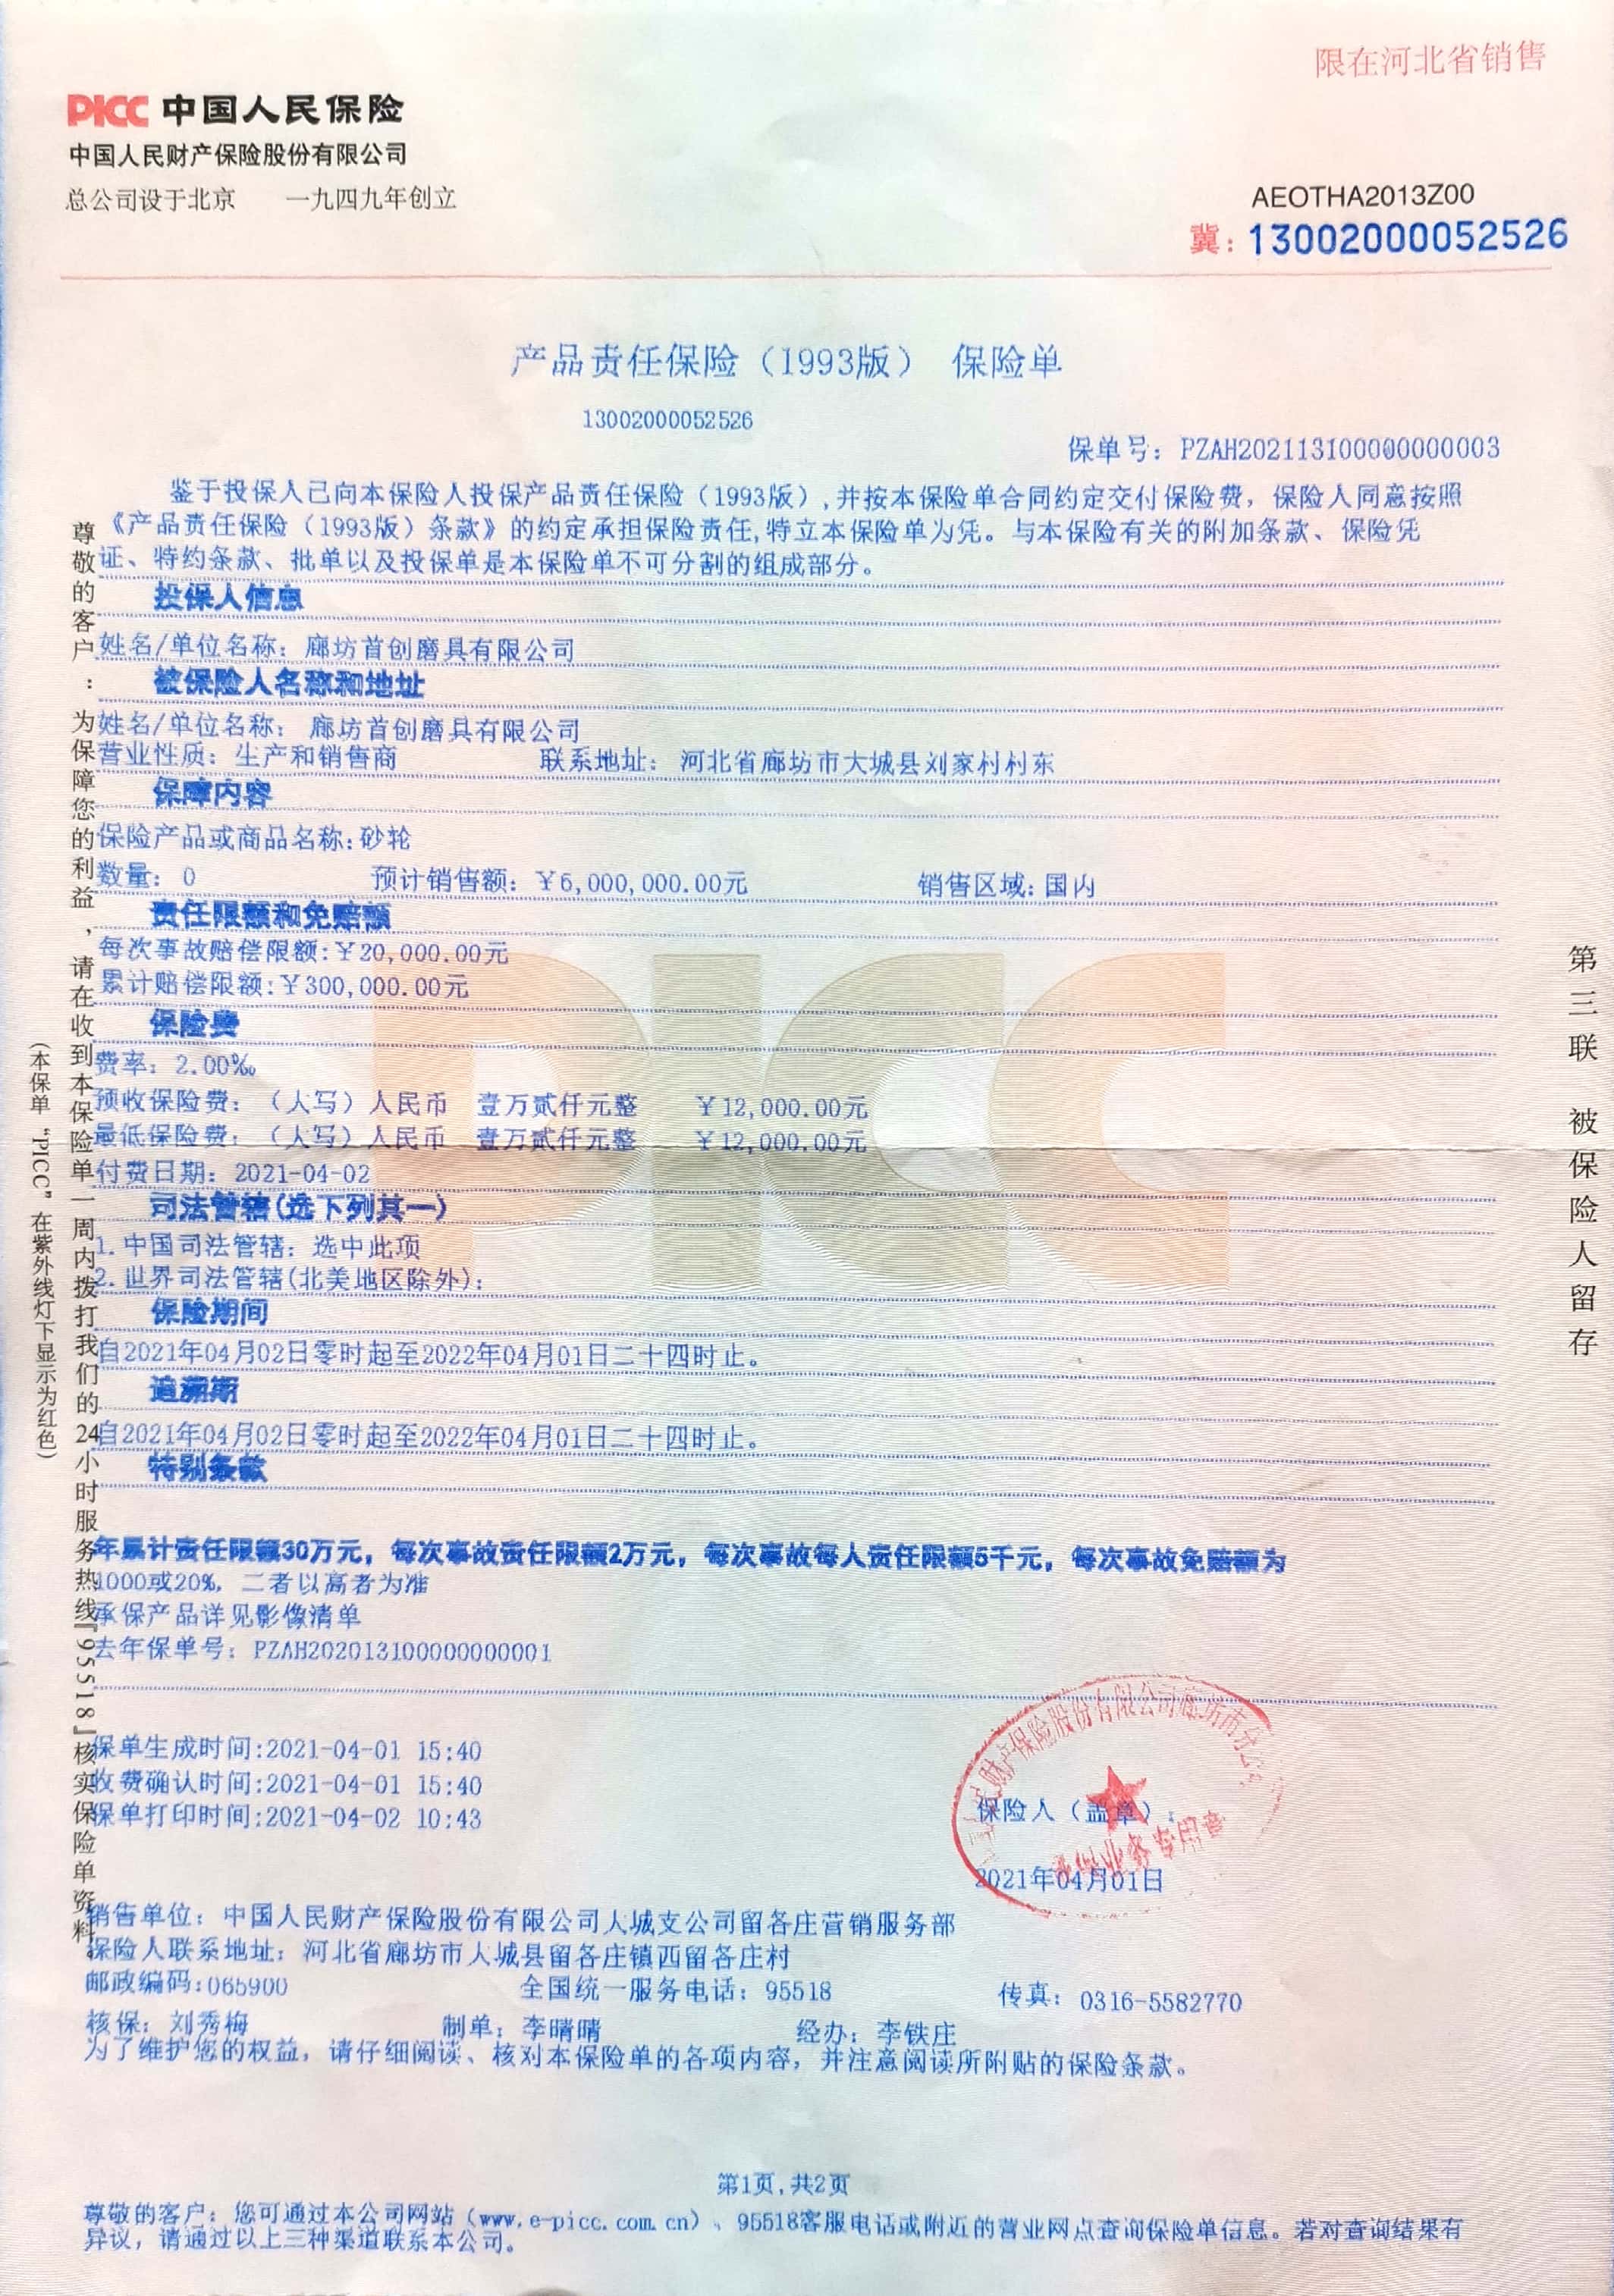 限在河北省销售
PICC 中国人民保险
中国人民财产保险股份有限公司
总公司设于北京 一九四九年创立
AEOTHA2013Z00
冀：13002000052526
产品责任保险（1993版） 保险单
13002000052526
保单号：PZAH202113100000000003
鉴于投保人已向本保险人投保产品责任保险（1993版），并按本保险单合同约定交付保险费，保险人同意按照
《产品责任保险（1993版）条款》的约定承担保险责任，特立本保险单为凭。与本保险有关的附加条款、保险凭
证、特约条款、批单以及投保单是本保险单不可分割的组成部分。
投保人信息
姓名/单位名称：廊坊首创磨具有限公司
被保险人名称和地址
姓名/单位名称：廊坊首创磨具有限公司
营业性质：生产和销售商 联系地址：河北省廊坊市大城县刘家村村东
保障内容
保险产品或商品名称:砂轮
数量：0 预计销售额：￥6,000,000.00元 销售区域：国内
责任限额和免赔额
每次事故赔偿限额:￥20,000.00元
累计赔偿限额:￥300,000.00元
保险费
费率：2.00‰
预收保险费：（大写）人民币 壹万贰仟元整 ￥12,000.00元
最低保险费：（大写）人民币 壹万贰仟元整 ￥12,000.00元
付费日期：2021-04-02
司法管辖(选下列其一)
1.中国司法管辖：选中此项
2.世界司法管辖(北美地区除外)：
保险期间
自2021年04月02日零时起至2022年04月01日二十四时止。
追溯期
自2021年04月02日零时起至2022年04月01日二十四时止。
特别条款
年累计责任限额30万元，每次事故责任限额2万元，每次事故每人责任限额5千元，每次事故免赔额为
1000或20%，二者以高者为准
承保产品详见影像清单
去年保单号：PZAH202013100000000001
保单生成时间:2021-04-01 15:40
收费确认时间:2021-04-01 15:40
保单打印时间:2021-04-02 10:43
保险人（盖章）：
2021年04月01日
财产保险股份有限公司廊坊市分公司
业务专用章
销售单位：中国人民财产保险股份有限公司大城支公司留各庄营销服务部
保险人联系地址：河北省廊坊市大城县留各庄镇西留各庄村
邮政编码:065900 全国统一服务电话：95518 传真：0316-5582770
核保：刘秀梅 制单：李晴晴 经办：李铁庄
为了维护您的权益，请仔细阅读、核对本保险单的各项内容，并注意阅读所附贴的保险条款。
第1页,共2页
尊敬的客户：您可通过本公司网站（www.e-picc.com.cn）、95518客服电话或附近的营业网点查询保险单信息。若对查询结果有
异议，请通过以上三种渠道联系本公司。
尊敬的客户：为保障您的利益，请在收到本保险单一周内拨打我们的24小时服务热线『95518』核实保险单资料。
（本保单“PICC”在紫外线灯下显示为红色）
第三联 被保险人留存
PICC